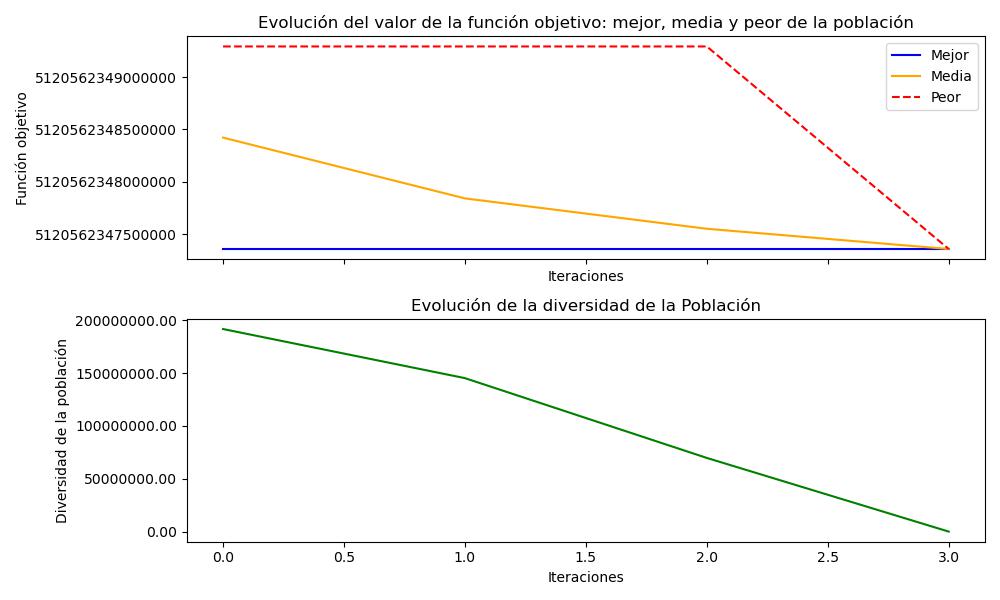 Evolución del valor de la función objetivo: mejor, media y peor de la población
Función objetivo
5120562349000000
5120562348500000
5120562348000000
5120562347500000
Mejor
Media
Peor
Iteraciones
Evolución de la diversidad de la Población
Diversidad de la población
200000000.00
150000000.00
100000000.00
50000000.00
0.00
0.0 0.5 1.0 1.5 2.0 2.5 3.0
Iteraciones